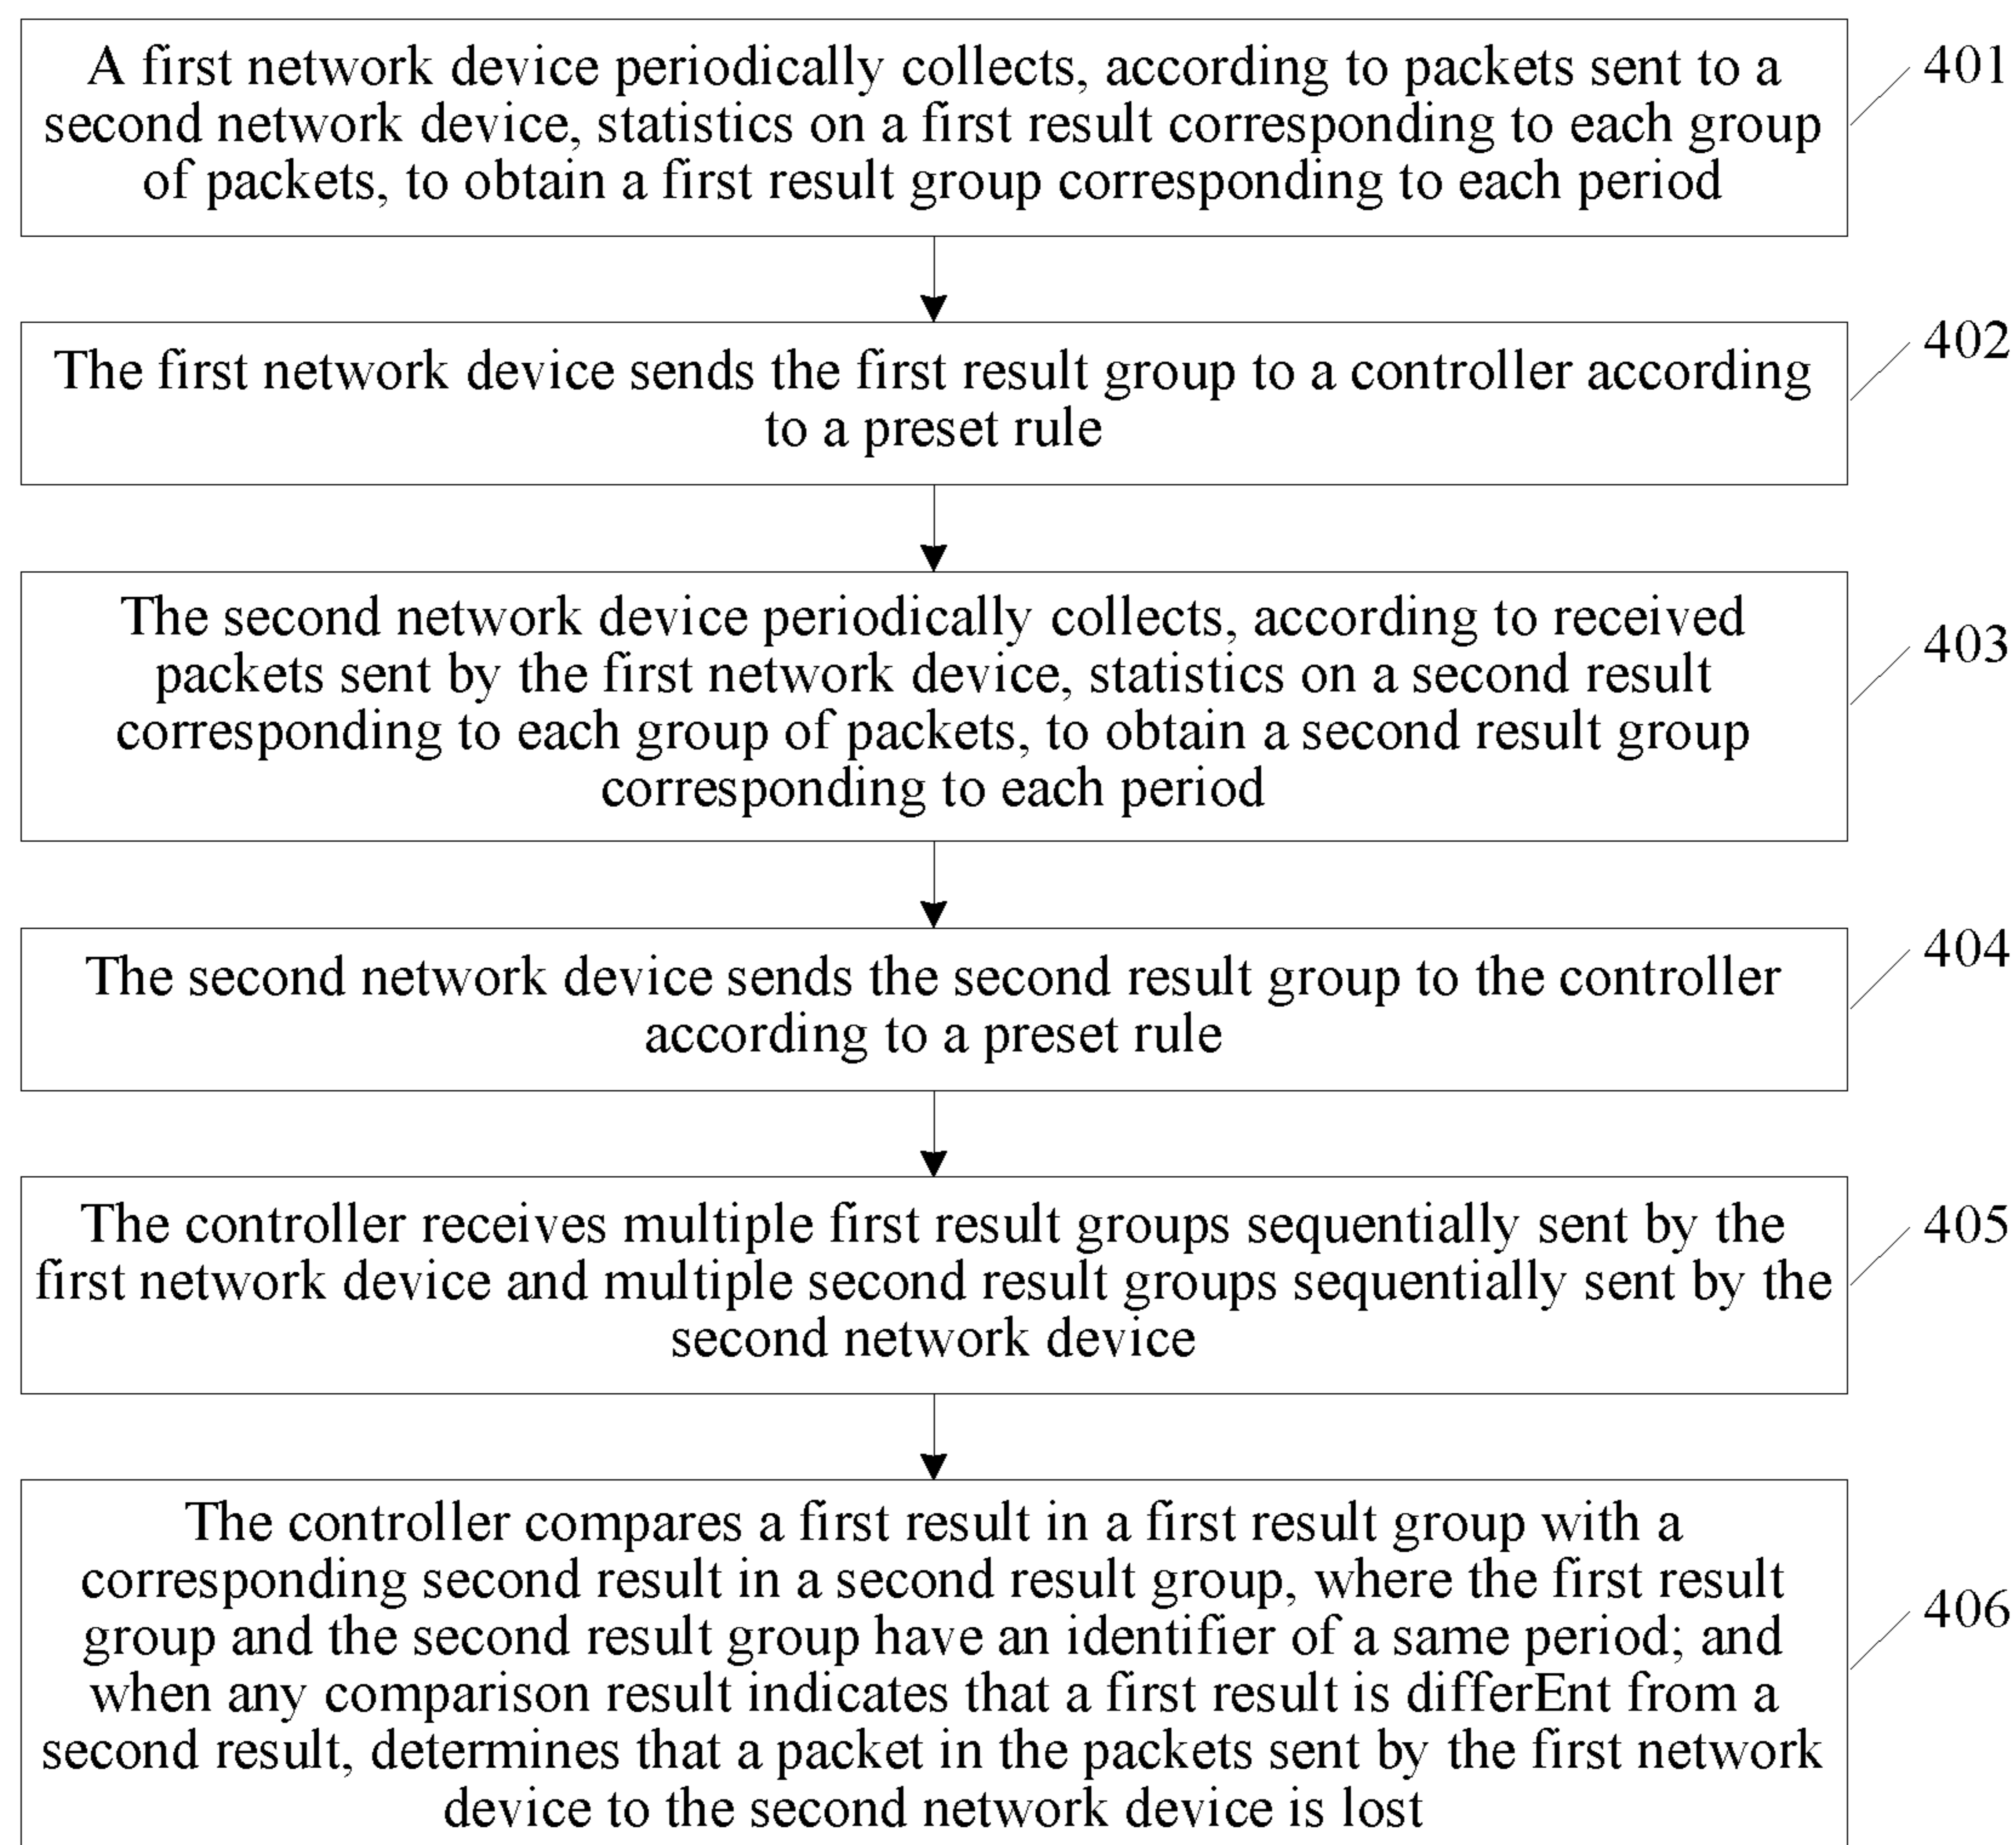 A first network device periodically collects, according to packets sent to a
second network device, statistics on a first result corresponding to each group
of packets, to obtain a first result group corresponding to each period
401
The first network device sends the first result group to a controller according
to a preset rule
402
The second network device periodically collects, according to received
packets sent by the first network device, statistics on a second result
corresponding to each group of packets, to obtain a second result group
corresponding to each period
403
The second network device sends the second result group to the controller
according to a preset rule
404
The controller receives multiple first result groups sequentially sent by the
first network device and multiple second result groups sequentially sent by the
second network device
405
The controller compares a first result in a first result group with a
corresponding second result in a second result group, where the first result
group and the second result group have an identifier of a same period; and
when any comparison result indicates that a first result is differEnt from a
second result, determines that a packet in the packets sent by the first network
device to the second network device is lost
406